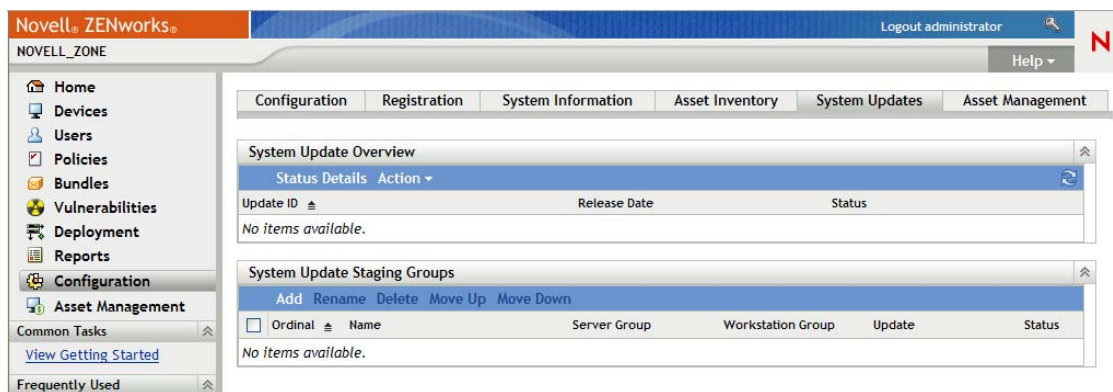 Novell® ZENworks®
Logout administrator
N
NOVELL_ZONE
Help
Home
Devices
Users
Policies
Bundles
Vulnerabilities
Deployment
Reports
Configuration
Asset Management
Common Tasks
View Getting Started
Frequently Used
Configuration Registration System Information Asset Inventory System Updates Asset Management
System Update Overview
Status Details Action
Update ID Release Date Status
No items available.
System Update Staging Groups
Add Rename Delete Move Up Move Down
Ordinal Name Server Group Workstation Group Update Status
No items available.